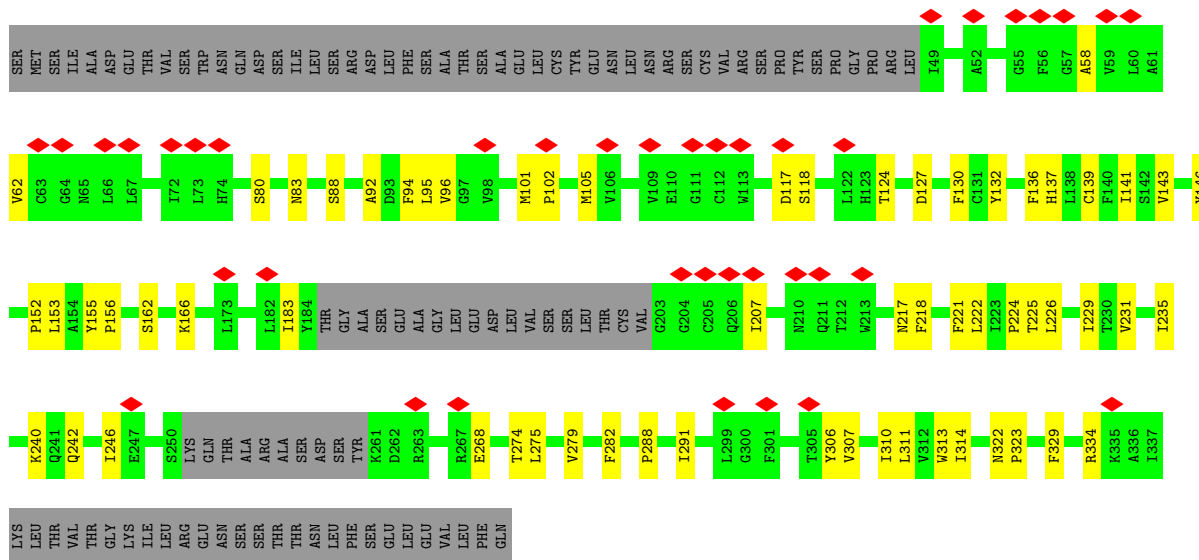 SER MET SER ILE ALA ASP GLU THR VAL SER TRP ASN GLN ASP SER ILE LEU SER ARG ASP LEU PHE SER ALA THR SER ALA GLU LEU CYS TYR GLU ASN LEU ASN ARG SER CYS VAL ARG SER PRO TYR SER PRO GLY PRO ARG LEU I49 A52 G55 F56 G57 A58 V59 L60 A61
V62 C63 G64 N65 L66 L67 I72 L73 H74 S80 N83 S88 A92 D93 F94 L95 V96 G97 V98 M101 P102 M105 V106 V109 E110 G111 C112 W113 D117 S118 L122 H123 T124 D127 F130 C131 Y132 F136 H137 L138 C139 F140 I141 S142 V143
P152 L153 A154 Y155 P156 S162 K166 L173 L182 I183 Y184 THR GLY ALA SER GLU ALA GLY LEU GLU ASP LEU VAL SER SER LEU THR CYS VAL G203 G204 C205 Q206 I207 N210 Q211 T212 W213 N217 F218 F221 L222 I223 P224 T225 L226 I229 T230 V231 I235
K240 Q241 Q242 I246 E247 S250 LYS GLN THR ALA ARG ALA SER ASP SER TYR K261 D262 R263 R267 E268 T274 L275 V279 F282 P288 I291 L299 G300 F301 T305 Y306 V307 I310 L311 V312 W313 I314 N322 P323 F329 R334 K335 A336 I337
LYS LEU THR VAL THR GLY LYS ILE LEU ARG GLU ASN SER SER THR THR ASN LEU PHE SER GLU LEU GLU VAL LEU PHE GLN